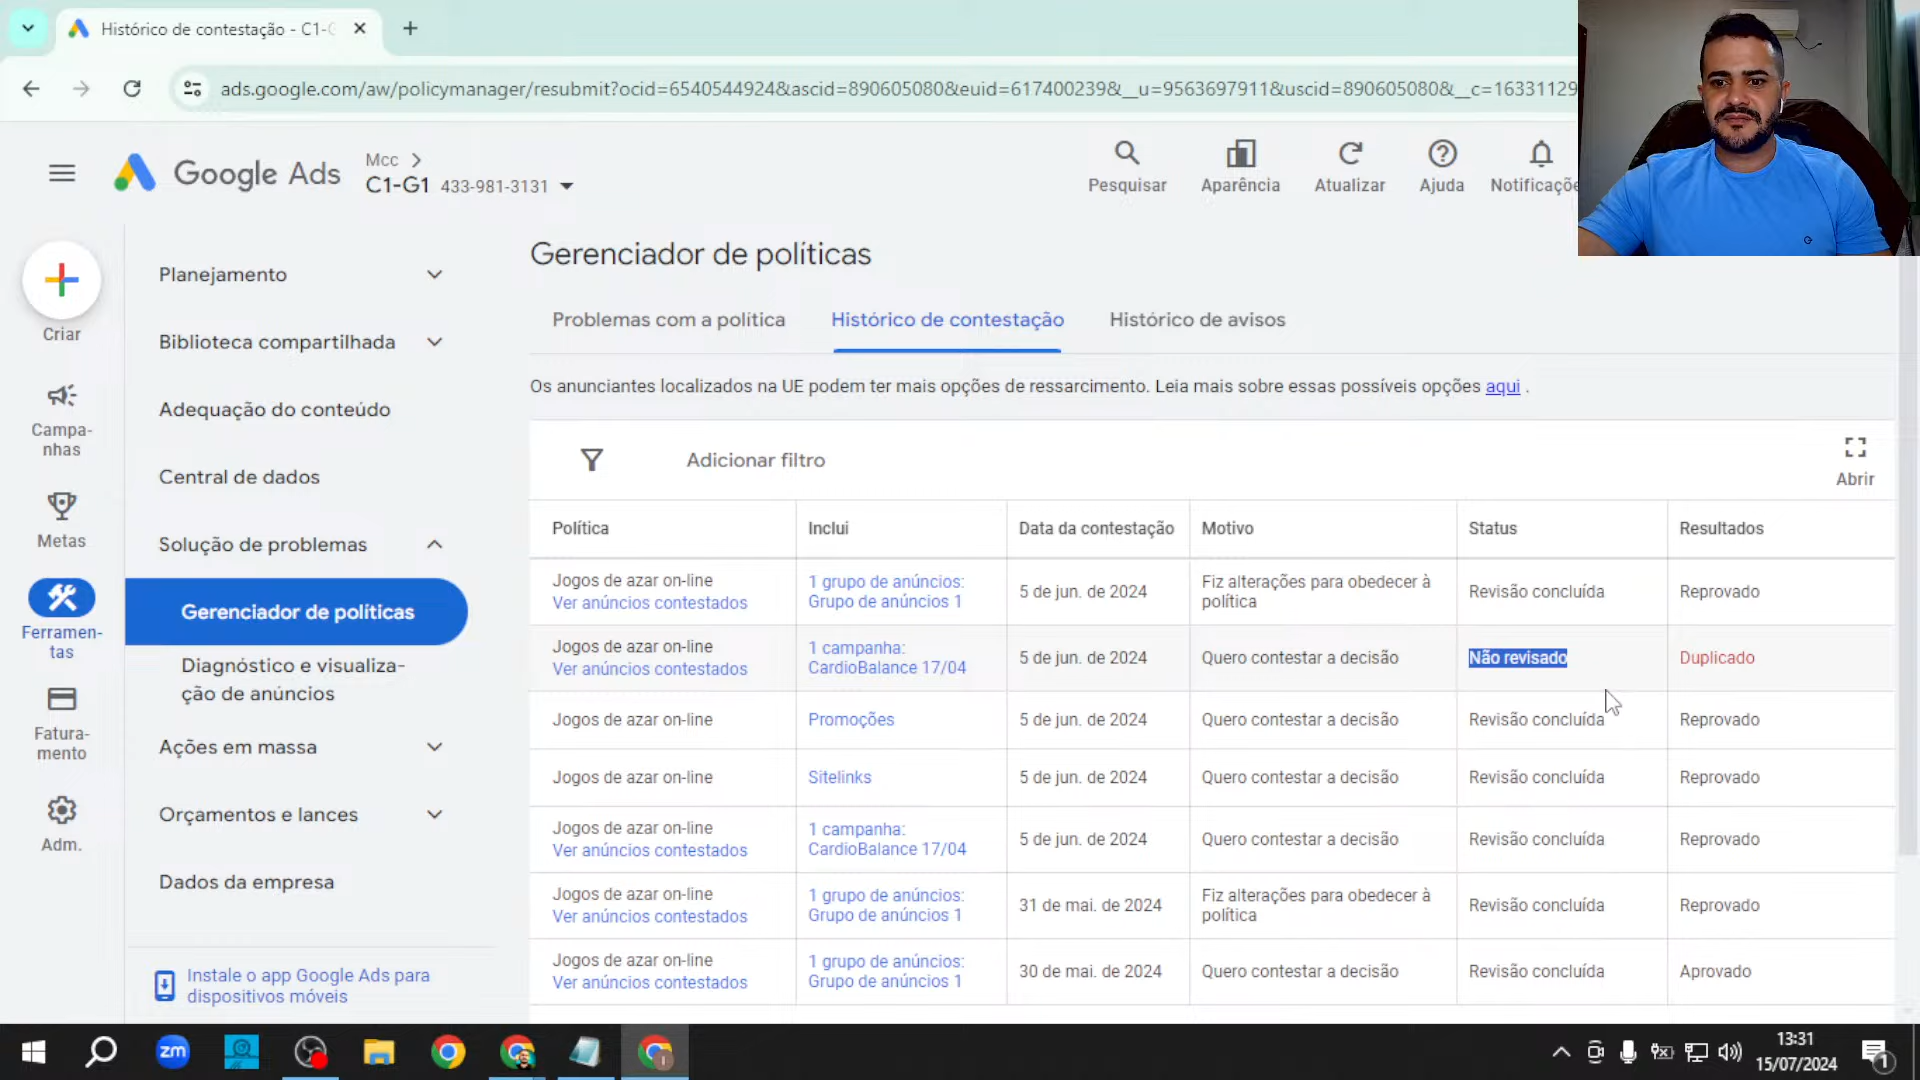 Histórico de contestação - C1-G
ads.google.com/aw/policymanager/resubmit?ocid=6540544924&ascid=890605080&euid=617400239&__u=9563697911&uscid=890605080&__c=16331129
Google Ads
Mcc
C1-G1 433-981-3131
Pesquisar
Aparência
Atualizar
Ajuda
Notificaçõe
Criar
Campa-
nhas
Metas
Ferramen-
tas
Fatura-
mento
Adm.
Planejamento
Biblioteca compartilhada
Adequação do conteúdo
Central de dados
Solução de problemas
Gerenciador de políticas
Diagnóstico e visualiza-
ção de anúncios
Ações em massa
Orçamentos e lances
Dados da empresa
Instale o app Google Ads para
dispositivos móveis
Gerenciador de políticas
Problemas com a política
Histórico de contestação
Histórico de avisos
Os anunciantes localizados na UE podem ter mais opções de ressarcimento. Leia mais sobre essas possíveis opções aqui .
Adicionar filtro
Abrir
Política Inclui Data da contestação Motivo Status Resultados
Jogos de azar on-line
Ver anúncios contestados
1 grupo de anúncios:
Grupo de anúncios 1
5 de jun. de 2024
Fiz alterações para obedecer à
política
Revisão concluída
Reprovado
Jogos de azar on-line
Ver anúncios contestados
1 campanha:
CardioBalance 17/04
5 de jun. de 2024
Quero contestar a decisão
Não revisado
Duplicado
Jogos de azar on-line
Promoções
5 de jun. de 2024
Quero contestar a decisão
Revisão concluída
Reprovado
Jogos de azar on-line
Sitelinks
5 de jun. de 2024
Quero contestar a decisão
Revisão concluída
Reprovado
Jogos de azar on-line
Ver anúncios contestados
1 campanha:
CardioBalance 17/04
5 de jun. de 2024
Quero contestar a decisão
Revisão concluída
Reprovado
Jogos de azar on-line
Ver anúncios contestados
1 grupo de anúncios:
Grupo de anúncios 1
31 de mai. de 2024
Fiz alterações para obedecer à
política
Revisão concluída
Reprovado
Jogos de azar on-line
Ver anúncios contestados
1 grupo de anúncios:
Grupo de anúncios 1
30 de mai. de 2024
Quero contestar a decisão
Revisão concluída
Aprovado
zm
13:31
15/07/2024
1